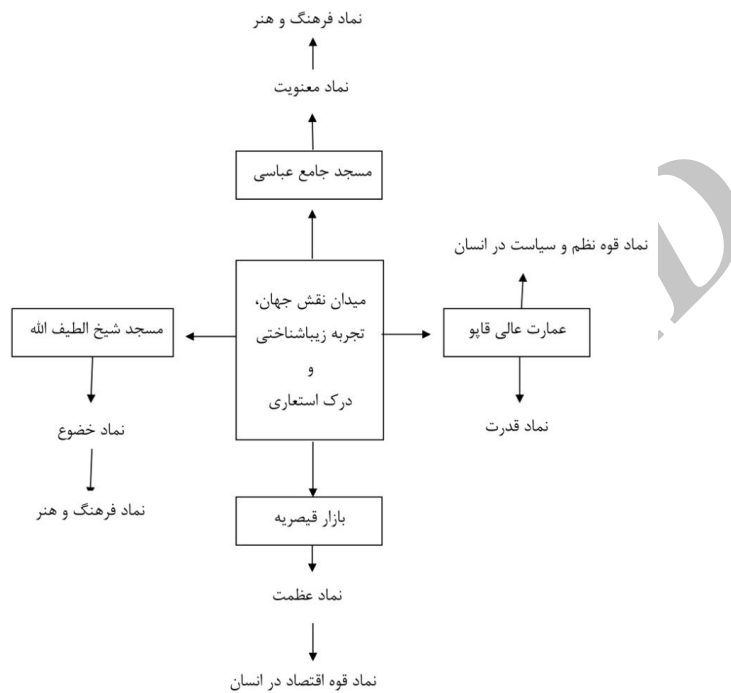 نماد فرهنگ و هنر
نماد معنویت
مسجد جامع عباسی
نماد قوه نظم و سیاست در انسان
میدان نقش جهان،
تجربه زیباشناختی
و
درک استعاری
عمارت عالی قاپو
مسجد شیخ الطیف الله
نماد قدرت
نماد خضوع
نماد فرهنگ و هنر
بازار قیصریه
نماد عظمت
نماد قوه اقتصاد در انسان